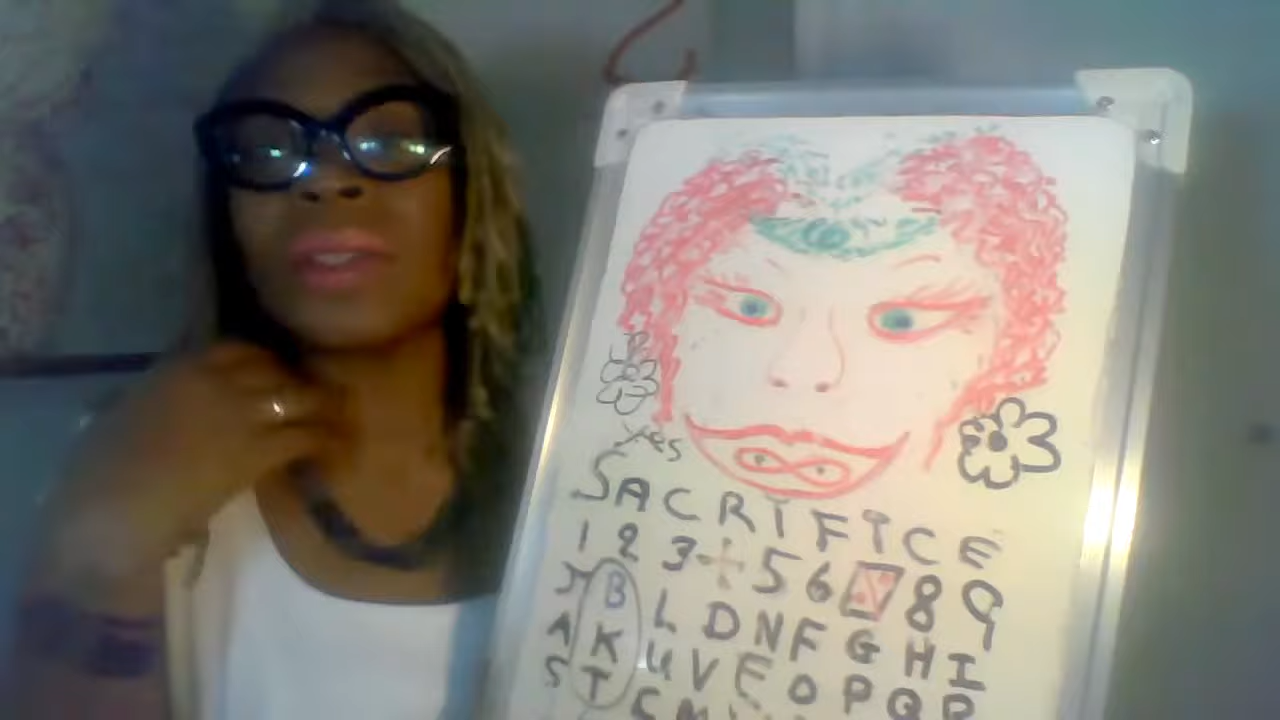 yes
SACRIFICE
1 2 3 + 5 6 8 9
J B L D N F G H I
A K U V E O P Q R
S T C M